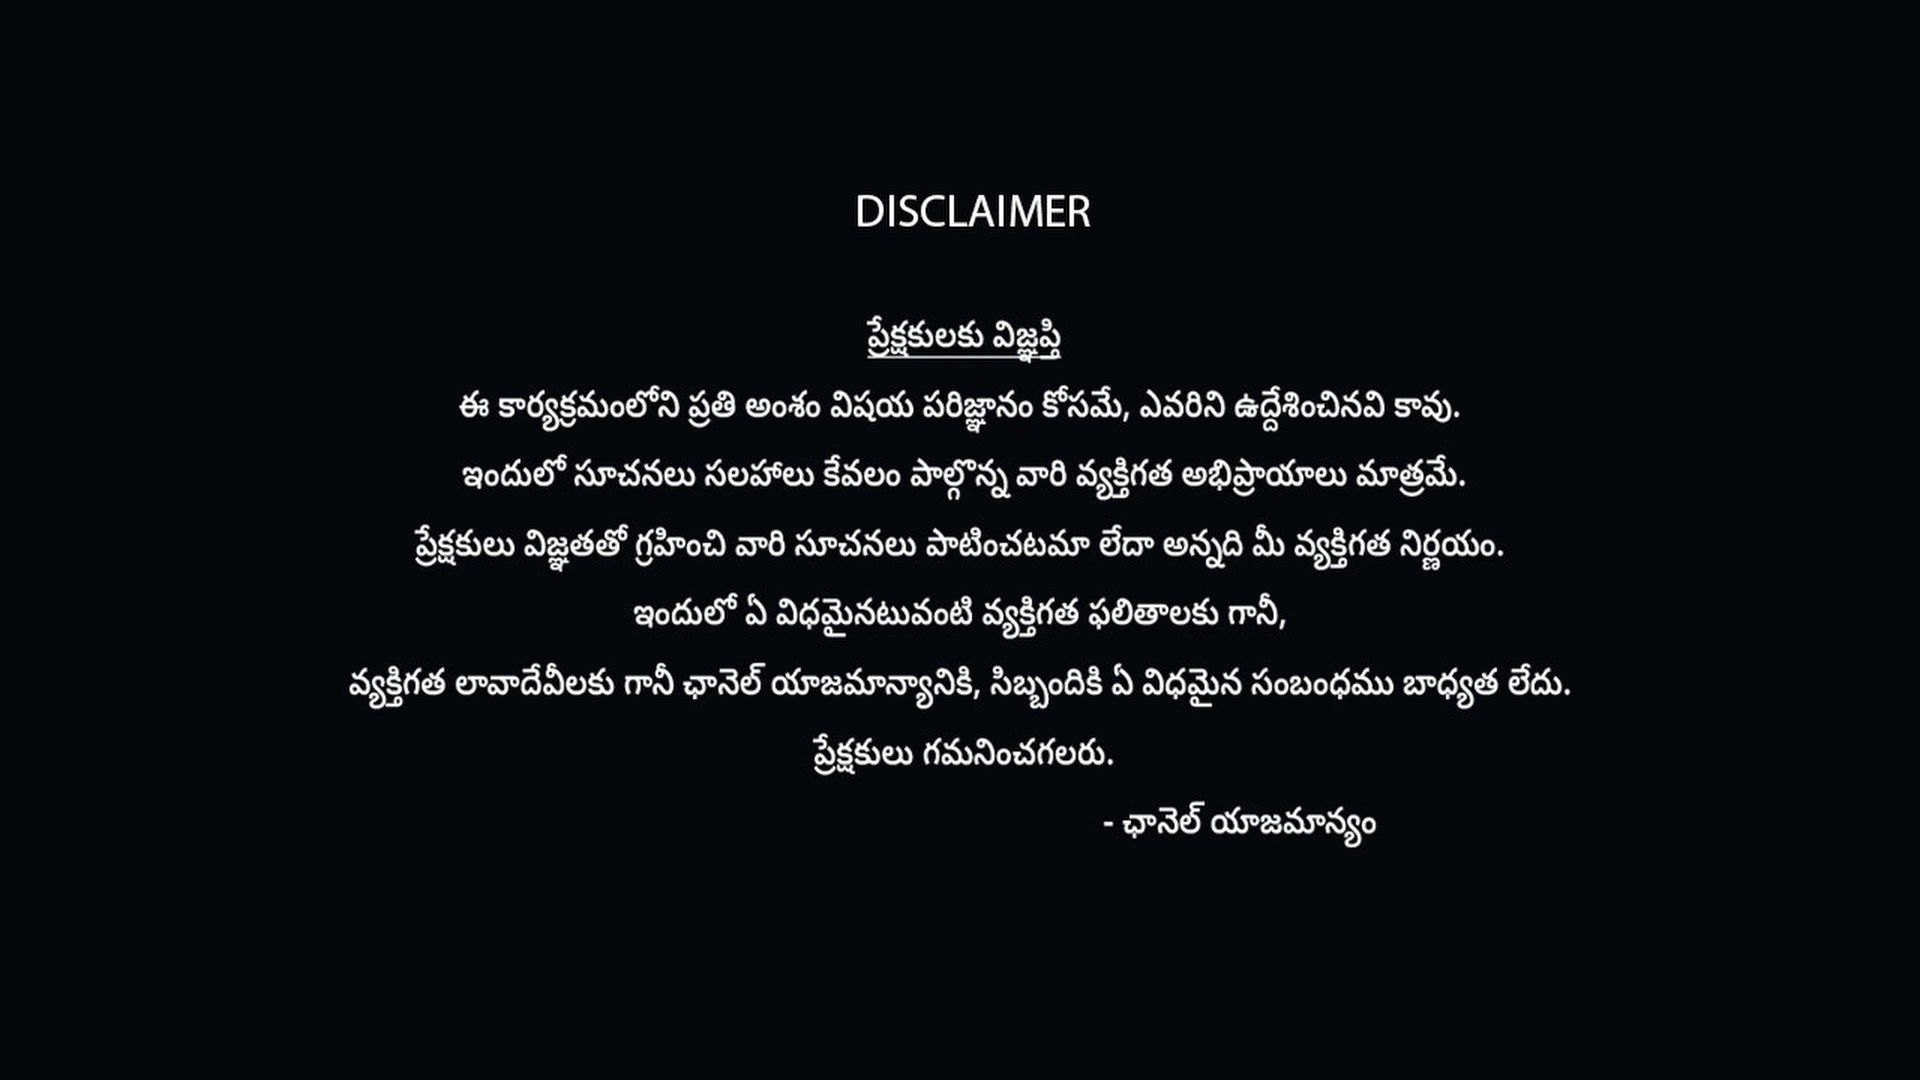 DISCLAIMER
ప్రేక్షకులకు విజ్ఞప్తి
ఈ కార్యక్రమంలోని ప్రతి అంశం విషయ పరిజ్ఞానం కోసమే, ఎవరిని ఉద్దేశించినవి కావు.
ఇందులో సూచనలు సలహాలు కేవలం పాల్గొన్న వారి వ్యక్తిగత అభిప్రాయాలు మాత్రమే.
ప్రేక్షకులు విజ్ఞతతో గ్రహించి వారి సూచనలు పాటించటమా లేదా అన్నది మీ వ్యక్తిగత నిర్ణయం.
ఇందులో ఏ విధమైనటువంటి వ్యక్తిగత ఫలితాలకు గానీ,
వ్యక్తిగత లావాదేవీలకు గానీ ఛానెల్ యాజమాన్యానికి, సిబ్బందికి ఏ విధమైన సంబంధము బాధ్యత లేదు.
ప్రేక్షకులు గమనించగలరు.
- ఛానెల్ యాజమాన్యం